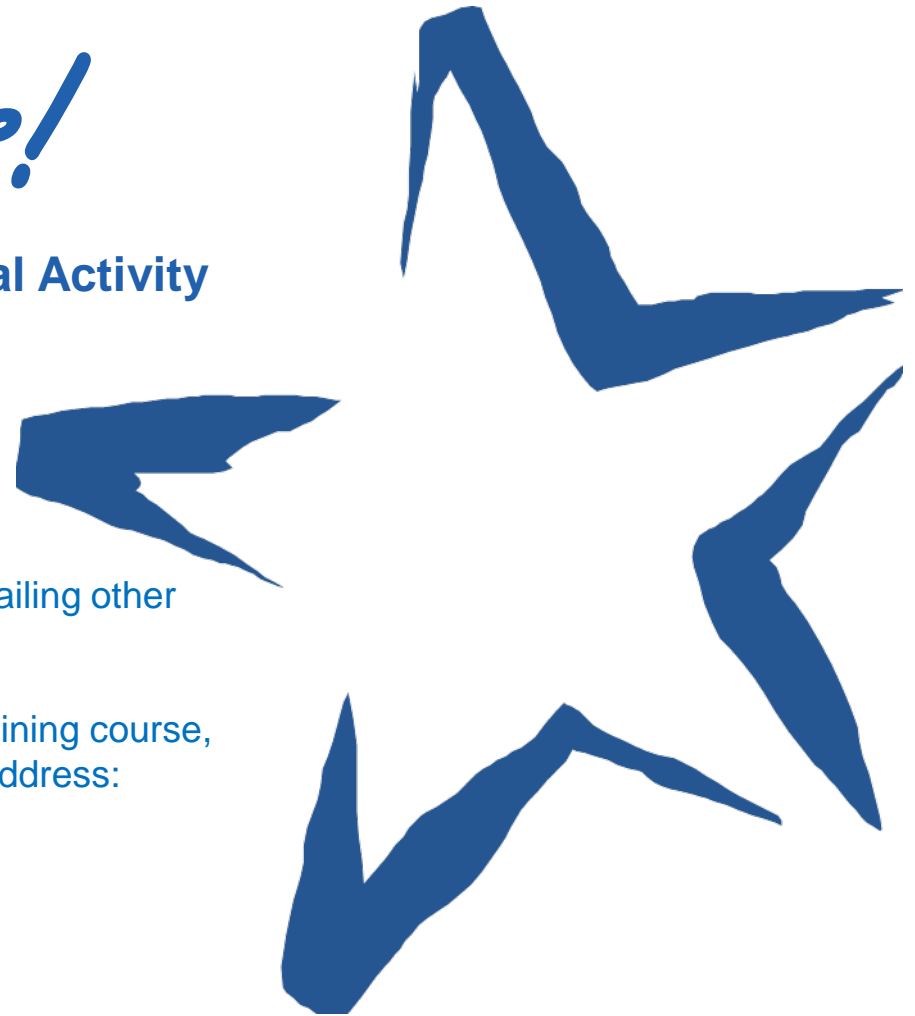 e!
al Activity
ailing other
ining course,
ddress: